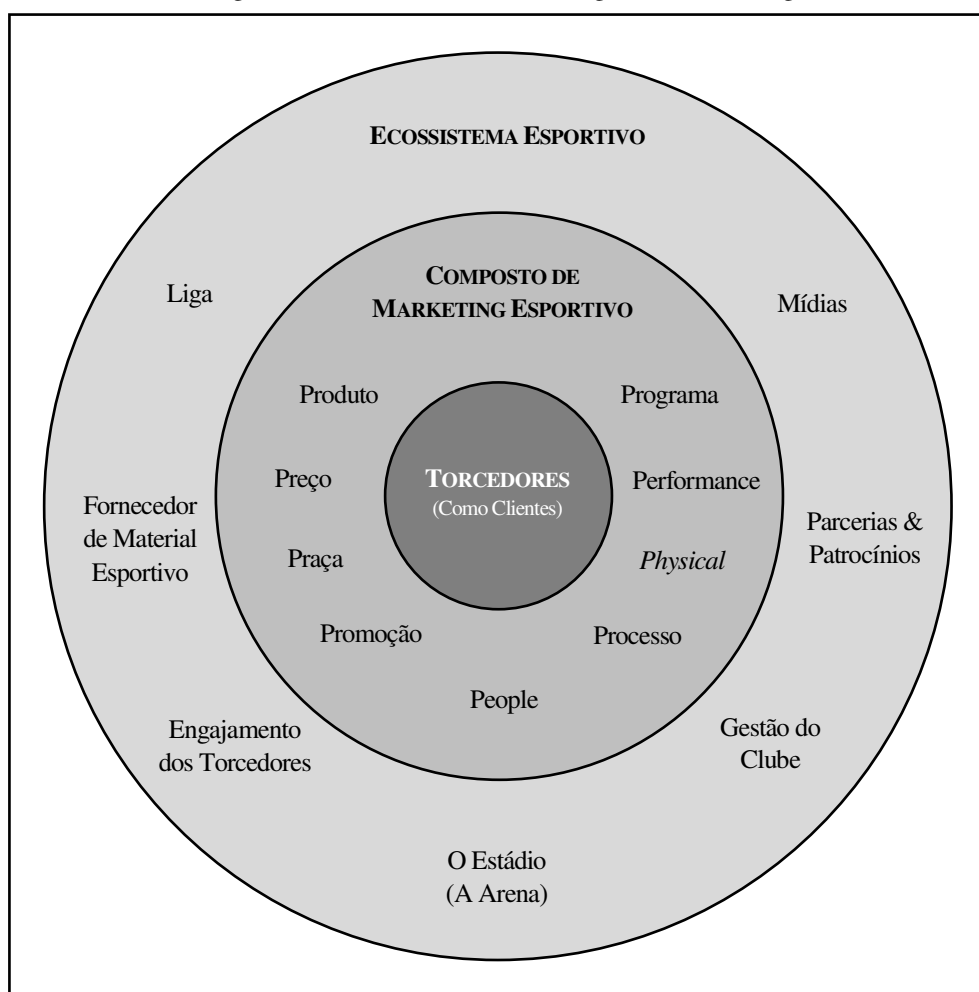 ECOSSISTEMA ESPORTIVO
Liga
Mídias
Fornecedor
de Material
Esportivo
Parcerias &
Patrocínios
Engajamento
dos Torcedores
Gestão do
Clube
O Estádio
(A Arena)
COMPOSTO DE
MARKETING ESPORTIVO
Produto
Programa
Preço
Performance
Praça
Physical
Promoção
Processo
People
TORCEDORES
(Como Clientes)